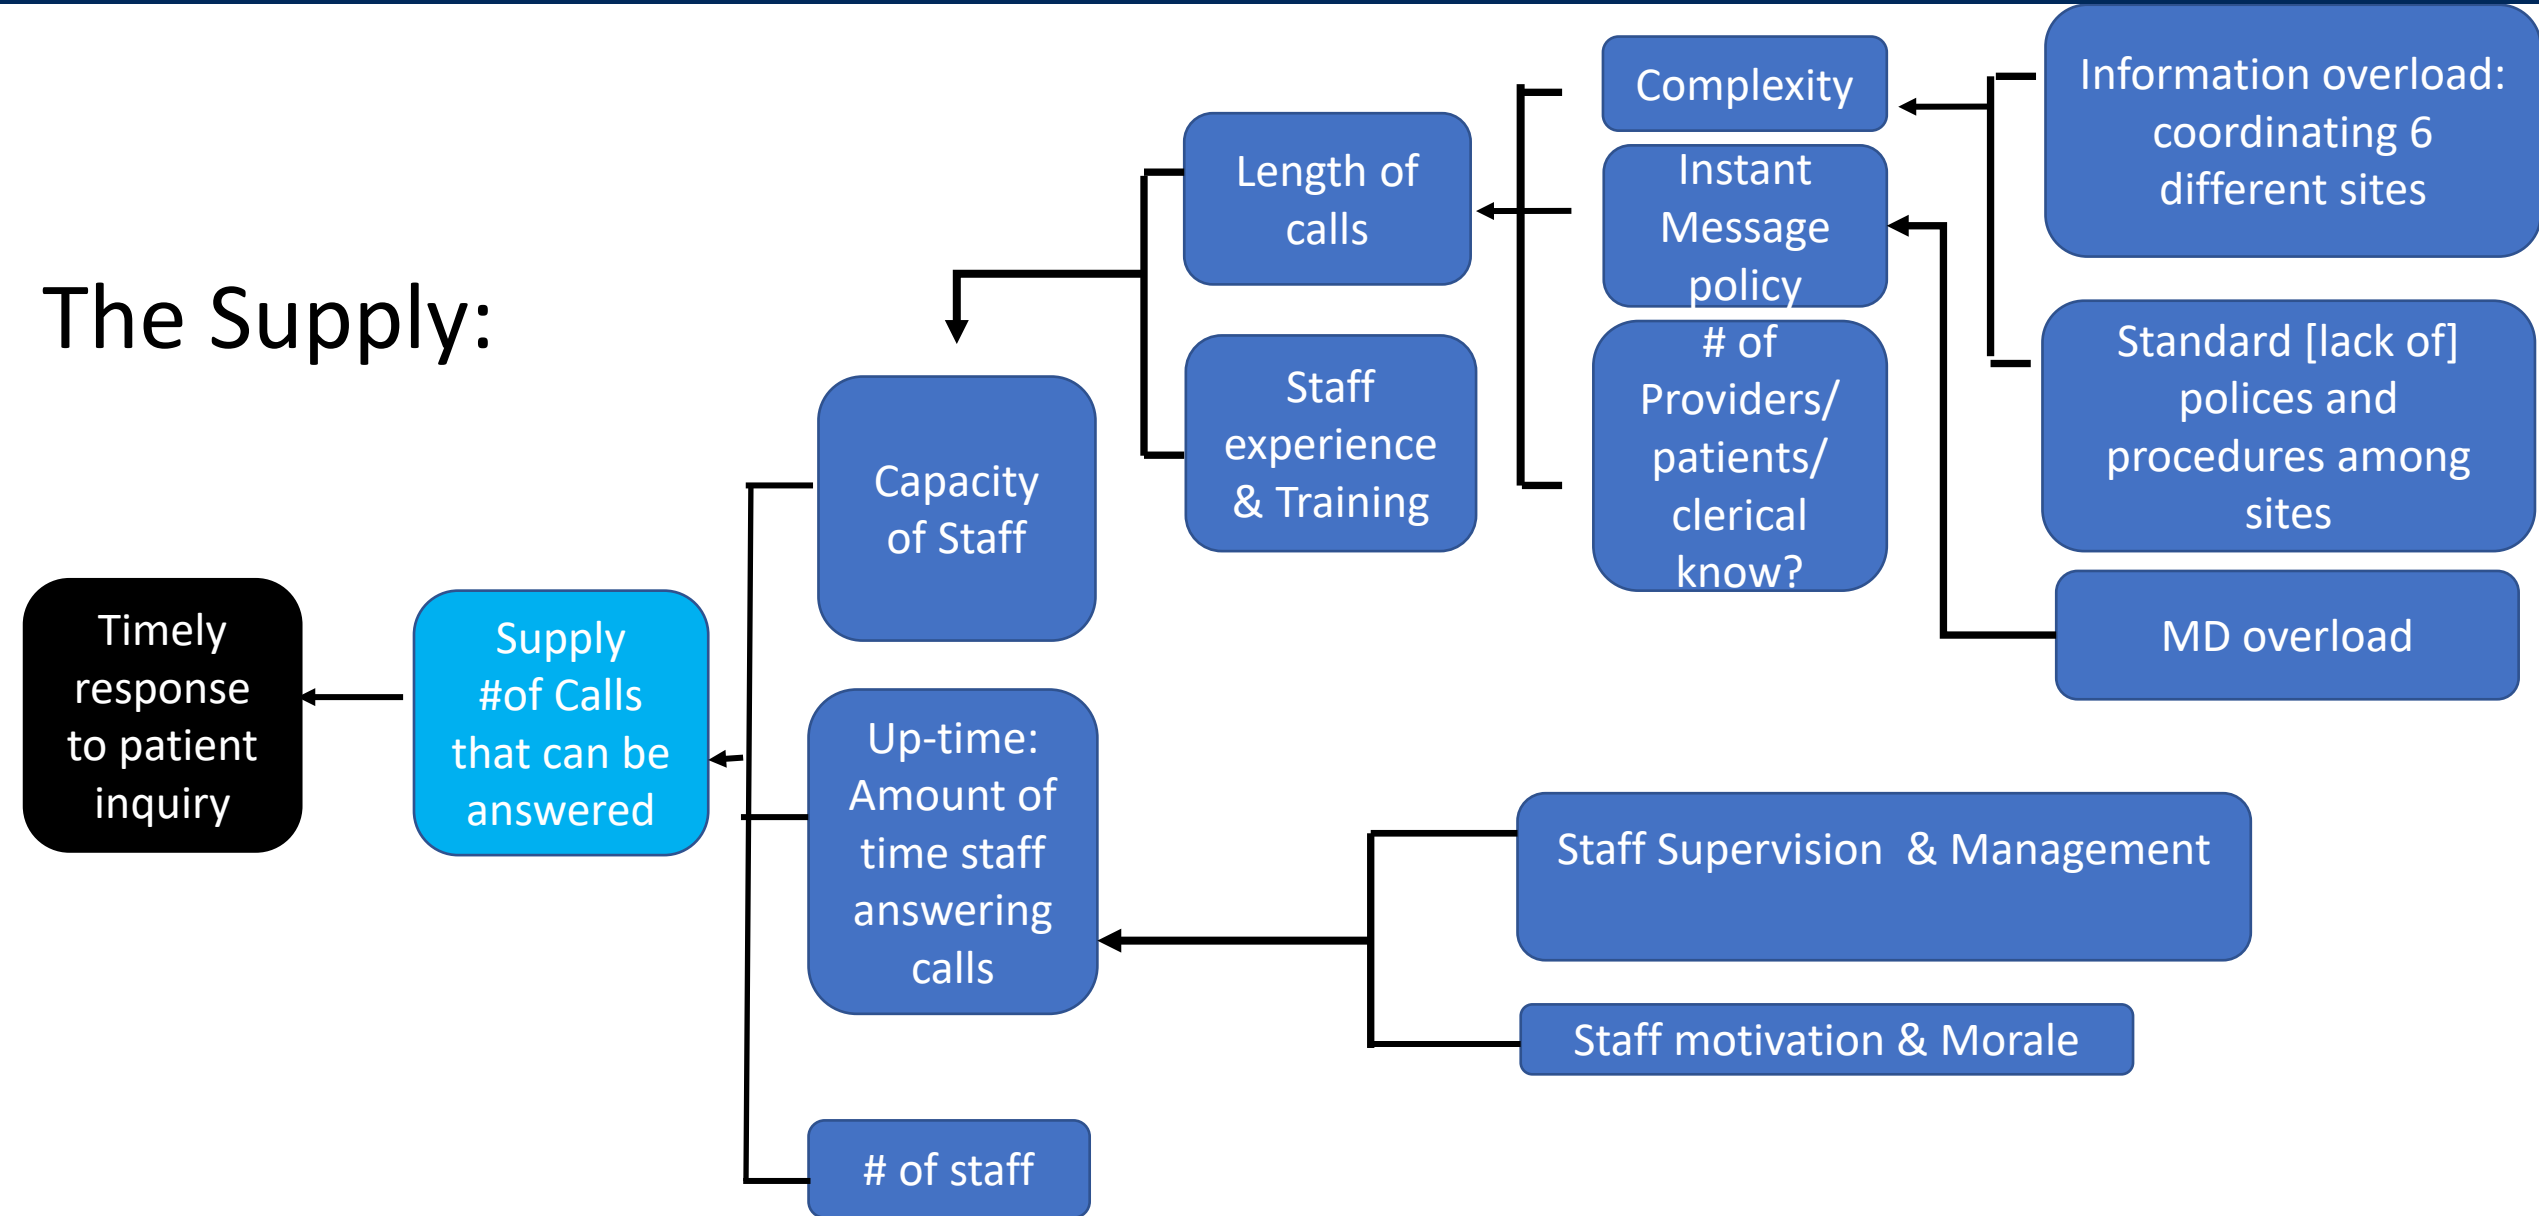 The Supply:
Timely
response
to patient
inquiry
Supply
#of Calls
that can be
answered
Capacity
of Staff
Up-time:
Amount of
time staff
answering
calls
# of staff
Length of
calls
Staff
experience
& Training
Complexity
Instant
Message
policy
# of
Providers/
patients/
clerical
know?
Information overload:
coordinating 6
different sites
Standard [lack of]
polices and
procedures among
sites
MD overload
Staff Supervision  & Management
Staff motivation & Morale